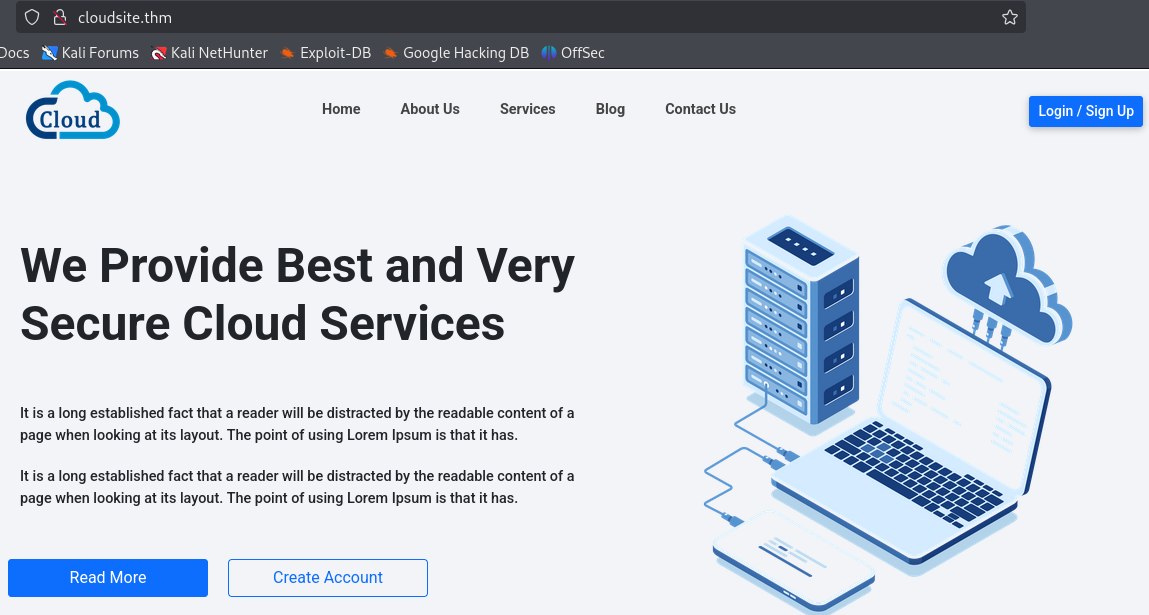 cloudsite.thm
Docs Kali Forums Kali NetHunter Exploit-DB Google Hacking DB OffSec
Cloud
Home About Us Services Blog Contact Us
Login / Sign Up
We Provide Best and Very
Secure Cloud Services
It is a long established fact that a reader will be distracted by the readable content of a
page when looking at its layout. The point of using Lorem Ipsum is that it has.
It is a long established fact that a reader will be distracted by the readable content of a
page when looking at its layout. The point of using Lorem Ipsum is that it has.
Read More Create Account